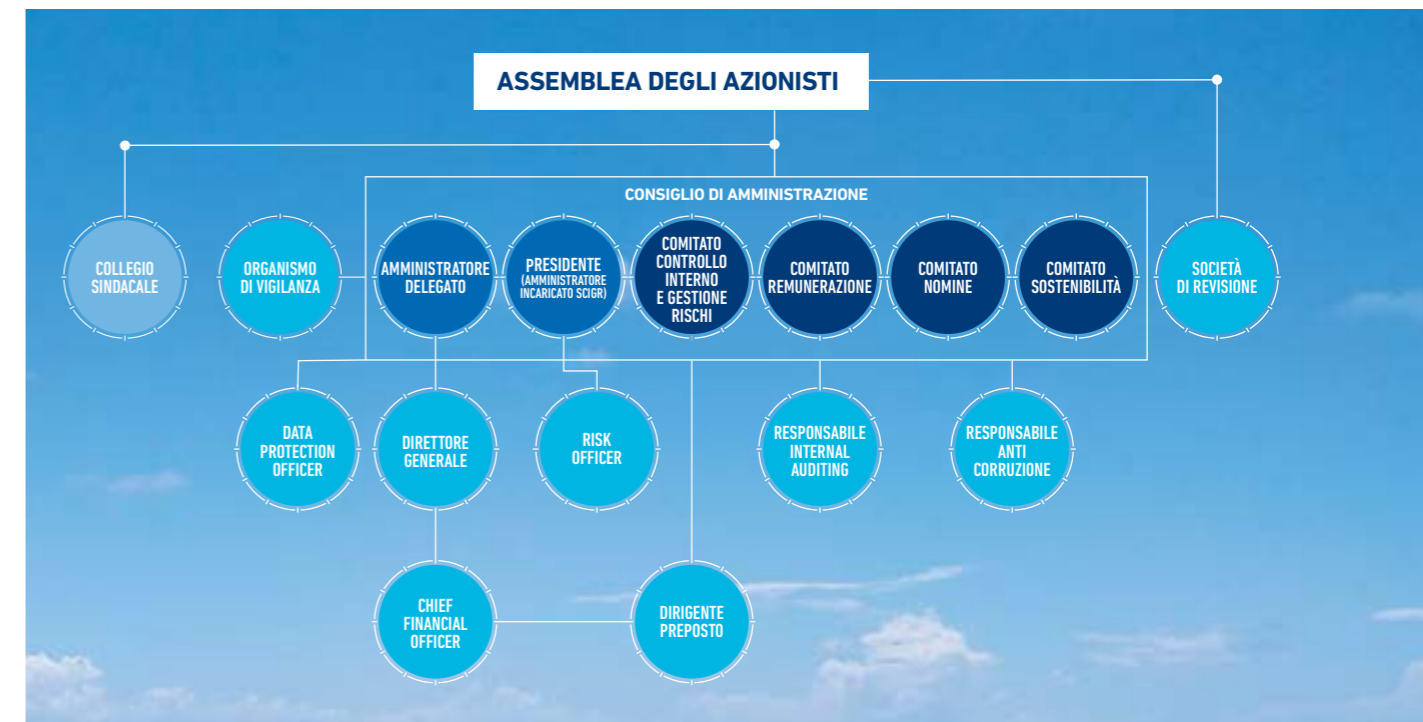 ASSEMBLEA DEGLI AZIONISTI
CONSIGLIO DI AMMINISTRAZIONE
COLLEGIO
SINDACALE
ORGANISMO
DI VIGILANZA
AMMINISTRATORE
DELEGATO
PRESIDENTE
(AMMINISTRATORE
INCARICATO SCIGR)
COMITATO
CONTROLLO
INTERNO
E GESTIONE
RISCHI
COMITATO
REMUNERAZIONE
COMITATO
NOMINE
COMITATO
SOSTENIBILITÀ
SOCIETÀ
DI REVISIONE
DATA
PROTECTION
OFFICER
DIRETTORE
GENERALE
RISK
OFFICER
RESPONSABILE
INTERNAL
AUDITING
RESPONSABILE
ANTI
CORRUZIONE
CHIEF
FINANCIAL
OFFICER
DIRIGENTE
PREPOSTO